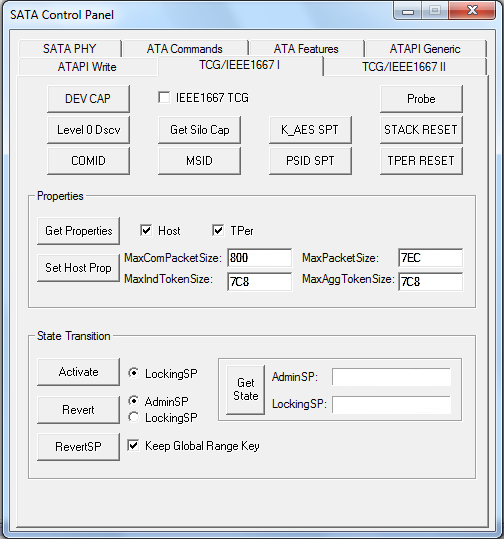 SATA Control Panel
SATA PHY ATA Commands ATA Features ATAPI Generic
ATAPI Write TCG/IEEE1667 I TCG/IEEE1667 II
DEV CAP IEEE1667 TCG Probe
Level 0 Dscv Get Silo Cap K_AES SPT STACK RESET
COMID MSID PSID SPT TPER RESET
Properties
Get Properties Host TPer
Set Host Prop MaxComPacketSize: 800 MaxPacketSize: 7EC
MaxIndTokenSize: 7C8 MaxAggTokenSize: 7C8
State Transition
Activate LockingSP Get State AdminSP:
Revert AdminSP LockingSP:
LockingSP
RevertSP Keep Global Range Key